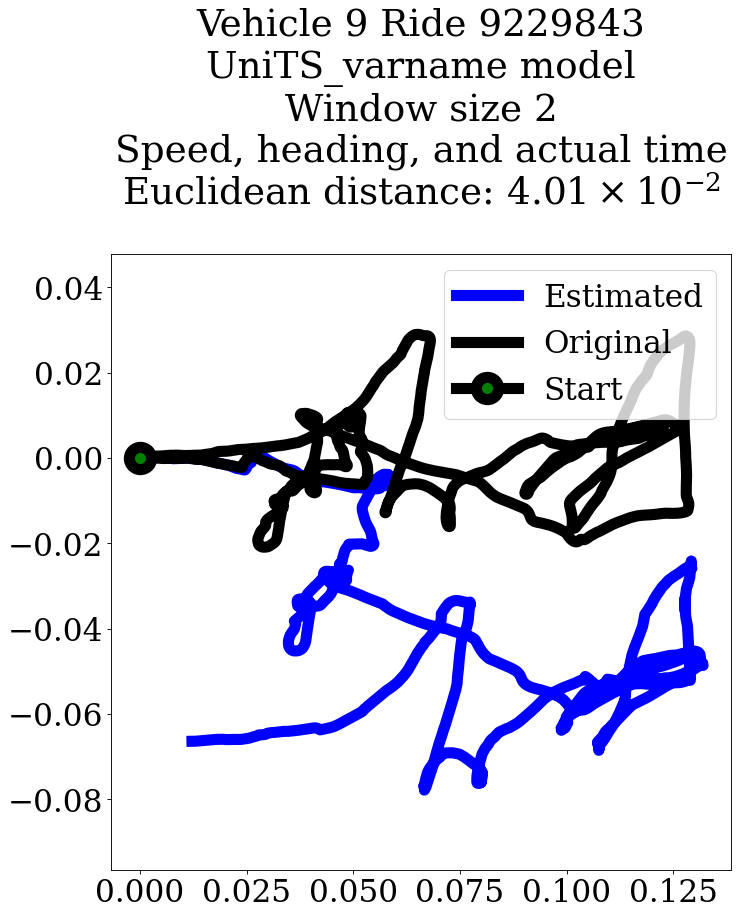 Vehicle 9 Ride 9229843
UniTS_varname model
Window size 2
Speed, heading, and actual time
Euclidean distance: 4.01 × 10⁻²
Estimated
Original
Start
0.04
0.02
0.00
−0.02
−0.04
−0.06
−0.08
0.000 0.025 0.050 0.075 0.100 0.125